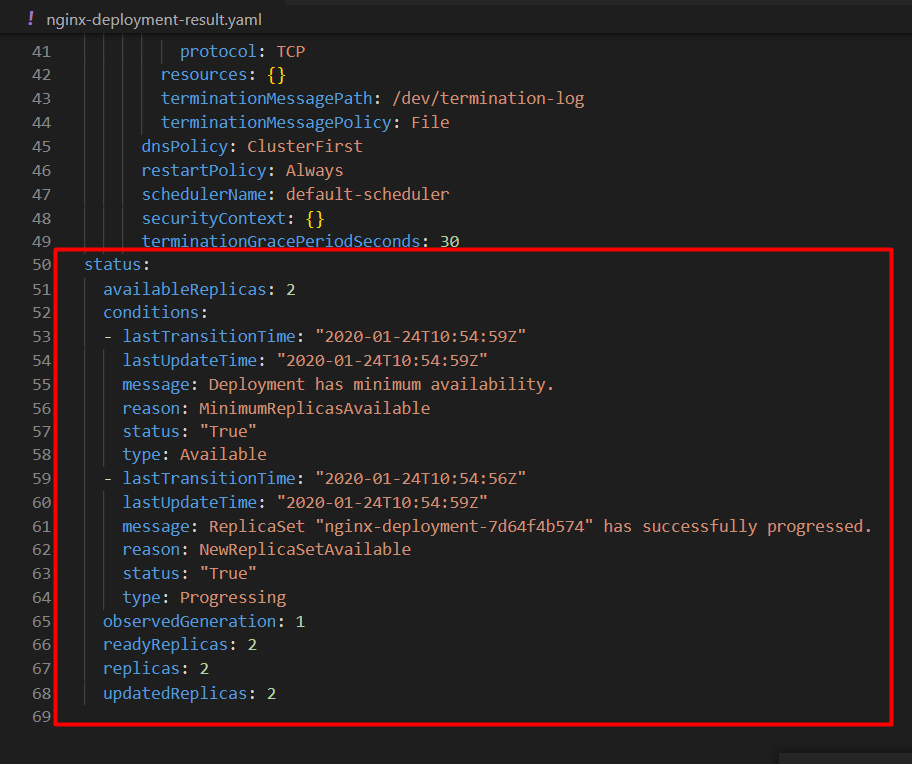 ! nginx-deployment-result.yaml
41 protocol: TCP
42 resources: {}
43 terminationMessagePath: /dev/termination-log
44 terminationMessagePolicy: File
45 dnsPolicy: ClusterFirst
46 restartPolicy: Always
47 schedulerName: default-scheduler
48 securityContext: {}
49 terminationGracePeriodSeconds: 30
50 status:
51 availableReplicas: 2
52 conditions:
53 - lastTransitionTime: "2020-01-24T10:54:59Z"
54 lastUpdateTime: "2020-01-24T10:54:59Z"
55 message: Deployment has minimum availability.
56 reason: MinimumReplicasAvailable
57 status: "True"
58 type: Available
59 - lastTransitionTime: "2020-01-24T10:54:56Z"
60 lastUpdateTime: "2020-01-24T10:54:59Z"
61 message: ReplicaSet "nginx-deployment-7d64f4b574" has successfully progressed.
62 reason: NewReplicaSetAvailable
63 status: "True"
64 type: Progressing
65 observedGeneration: 1
66 readyReplicas: 2
67 replicas: 2
68 updatedReplicas: 2
69